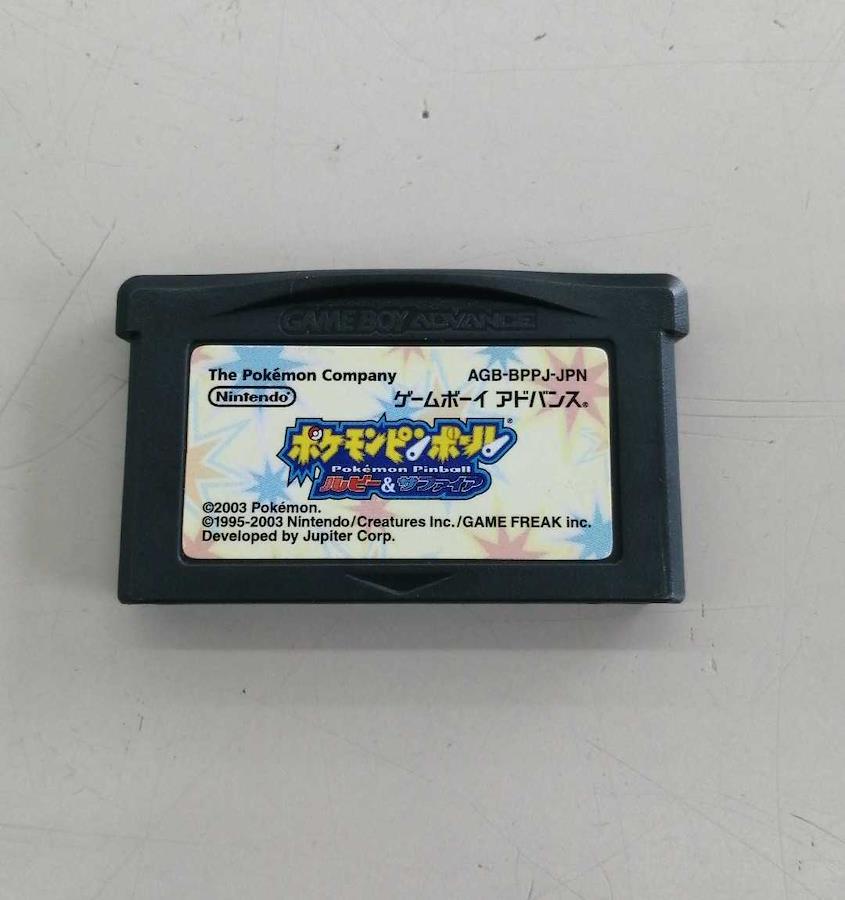 GAME BOY ADVANCE
The Pokémon Company AGB-BPPJ-JPN
Nintendo® ゲームボーイ アドバンス®
ポケモンピンボール®
Pokémon Pinball
ルビー&サファイア
©2003 Pokémon.
©1995-2003 Nintendo/Creatures Inc./GAME FREAK inc.
Developed by Jupiter Corp.